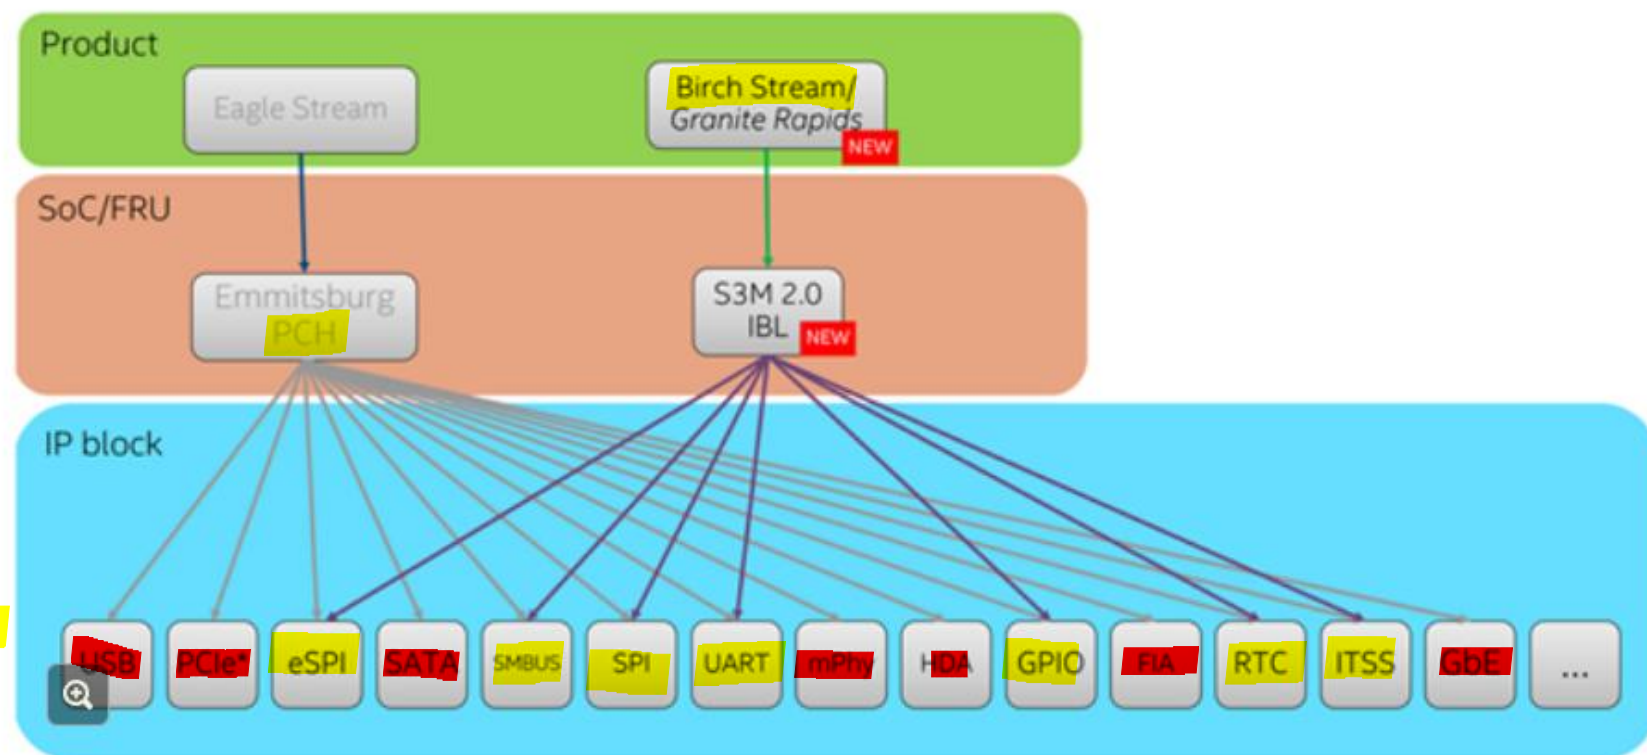 Product
Eagle Stream
Birch Stream/
Granite Rapids
NEW
SoC/FRU
Emmitsburg
PCH
S3M 2.0
IBL
NEW
IP block
USB
PCIe*
eSPI
SATA
SMBUS
SPI
UART
mPhy
HDA
GPIO
FIA
RTC
ITSS
GbE
...